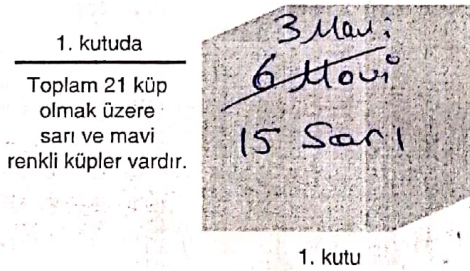 1. kutuda
Toplam 21 küp
olmak üzere
sarı ve mavi
renkli küpler vardır.
3 Mavi
6 Mavi
15 Sarı
1. kutu